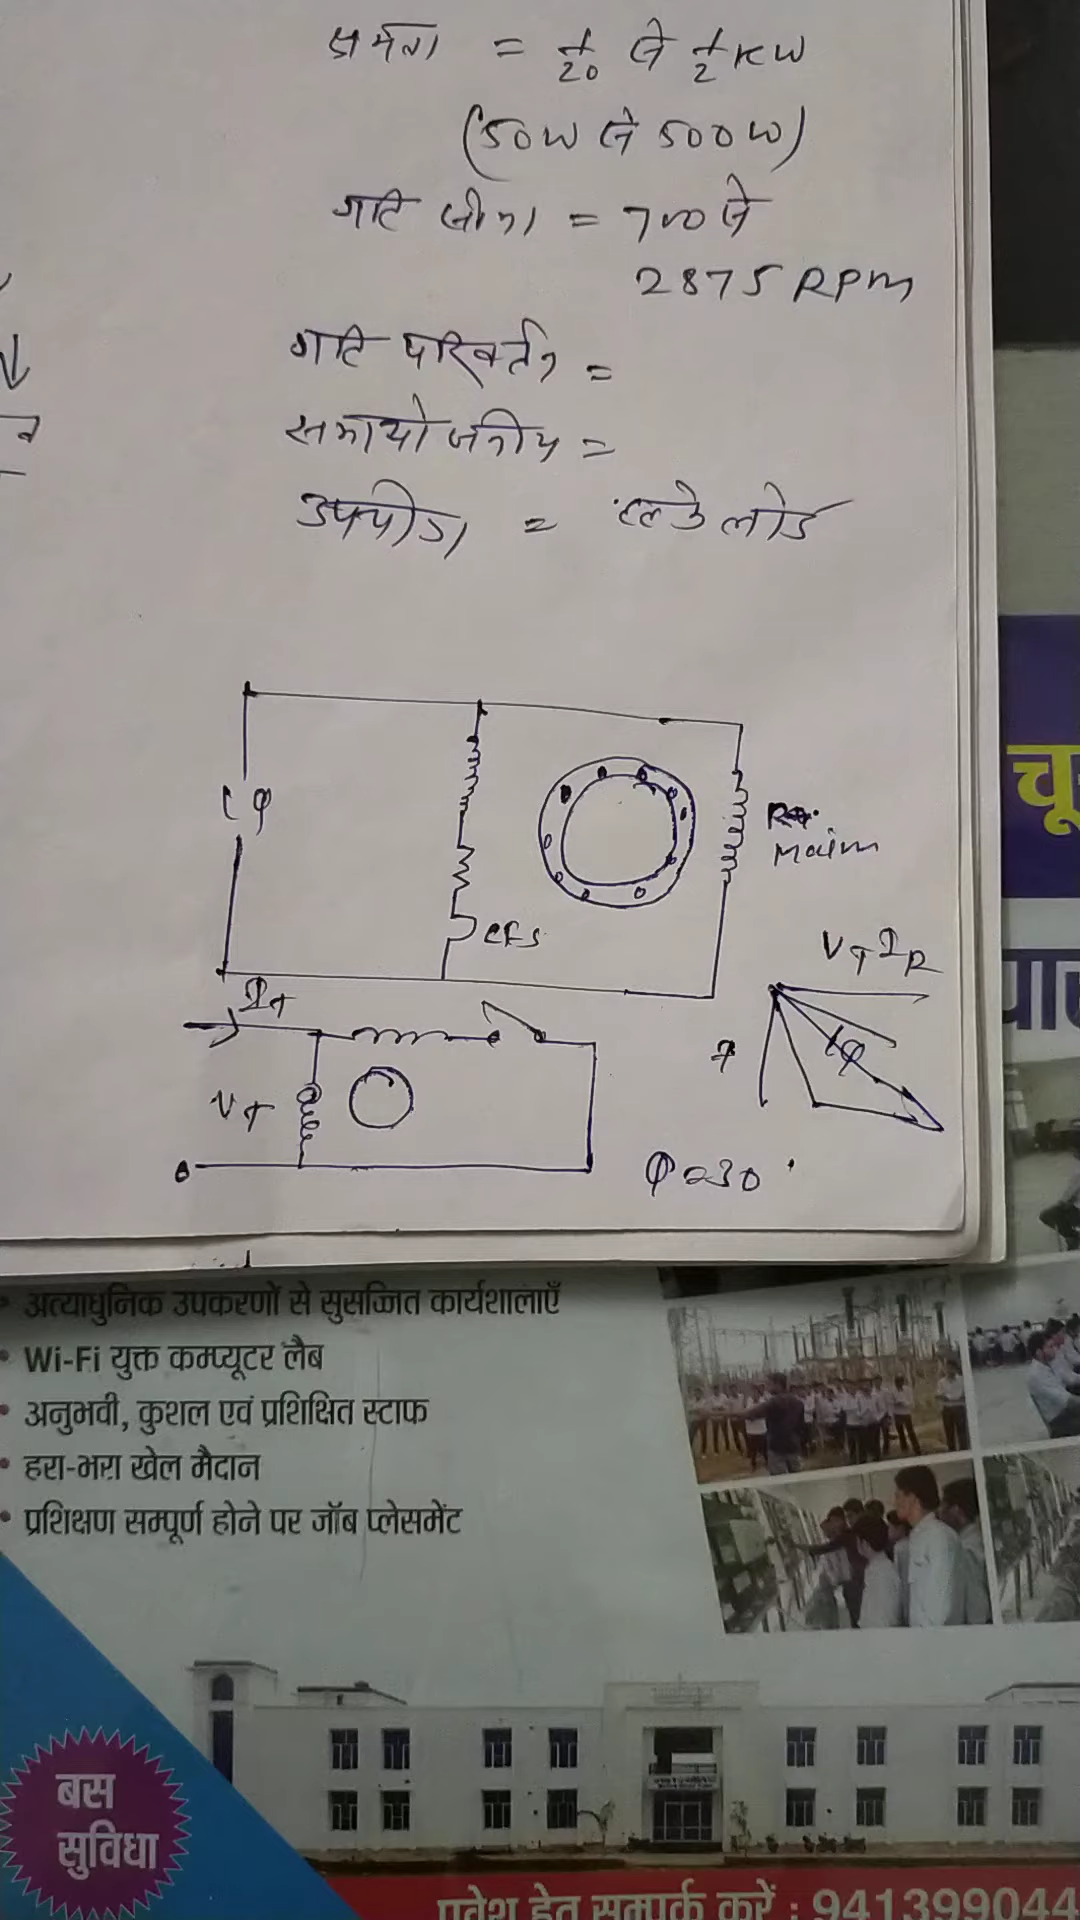 क्षमता = 1/20 से 1/2 KW
(50W से 500W)
गति सीमा = 700 से
2875 RPM
गति परिवर्तन =
समायोजनीय =
उपयोग = हल्के लोड
1φ
Main
CFS
IT
VT
VT IR
φ = 30°
चू
• अत्याधुनिक उपकरणों से सुसज्जित कार्यशालाएँ
• Wi-Fi युक्त कम्प्यूटर लैब
• अनुभवी, कुशल एवं प्रशिक्षित स्टाफ
• हरा-भरा खेल मैदान
• प्रशिक्षण सम्पूर्ण होने पर जॉब प्लेसमेंट
बस
सुविधा
प्रवेश हेतु सम्पर्क करें : 941399044